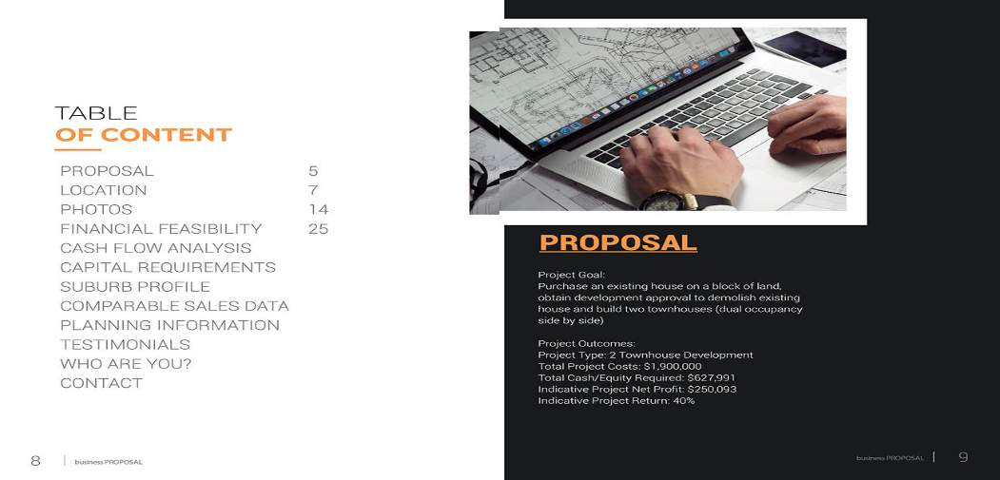 TABLE
OF CONTENT
PROPOSAL 5
LOCATION 7
PHOTOS 14
FINANCIAL FEASIBILITY 25
CASH FLOW ANALYSIS
CAPITAL REQUIREMENTS
SUBURB PROFILE
COMPARABLE SALES DATA
PLANNING INFORMATION
TESTIMONIALS
WHO ARE YOU?
CONTACT
8 | business PROPOSAL
PROPOSAL
Project Goal:
Purchase an existing house on a block of land,
obtain development approval to demolish existing
house and build two townhouses (dual occupancy
side by side)
Project Outcomes:
Project Type: 2 Townhouse Development
Total Project Costs: $1,900,000
Total Cash/Equity Required: $627,991
Indicative Project Net Profit: $250,093
Indicative Project Return: 40%
business PROPOSAL | 9